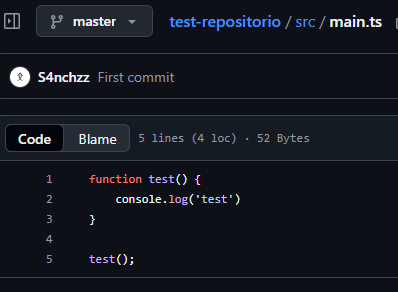 master test-repositorio / src / main.ts
S4nchzz First commit
Code Blame 5 lines (4 loc) · 52 Bytes
1 function test() {
2     console.log('test')
3 }
4
5 test();